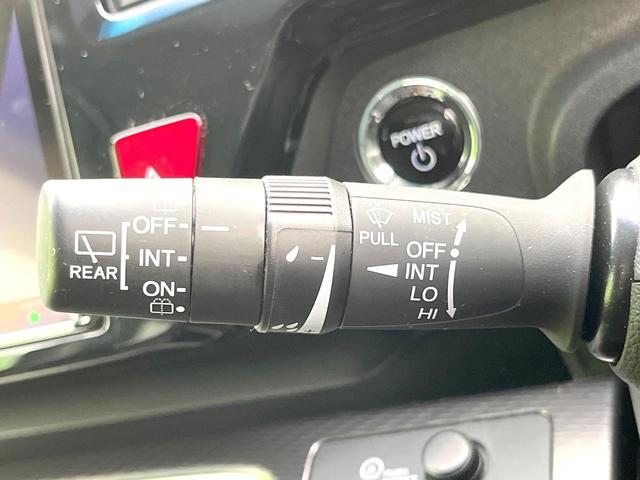 POWER
MIST
PULL
OFF
INT
LO
HI
OFF
INT
ON
REAR